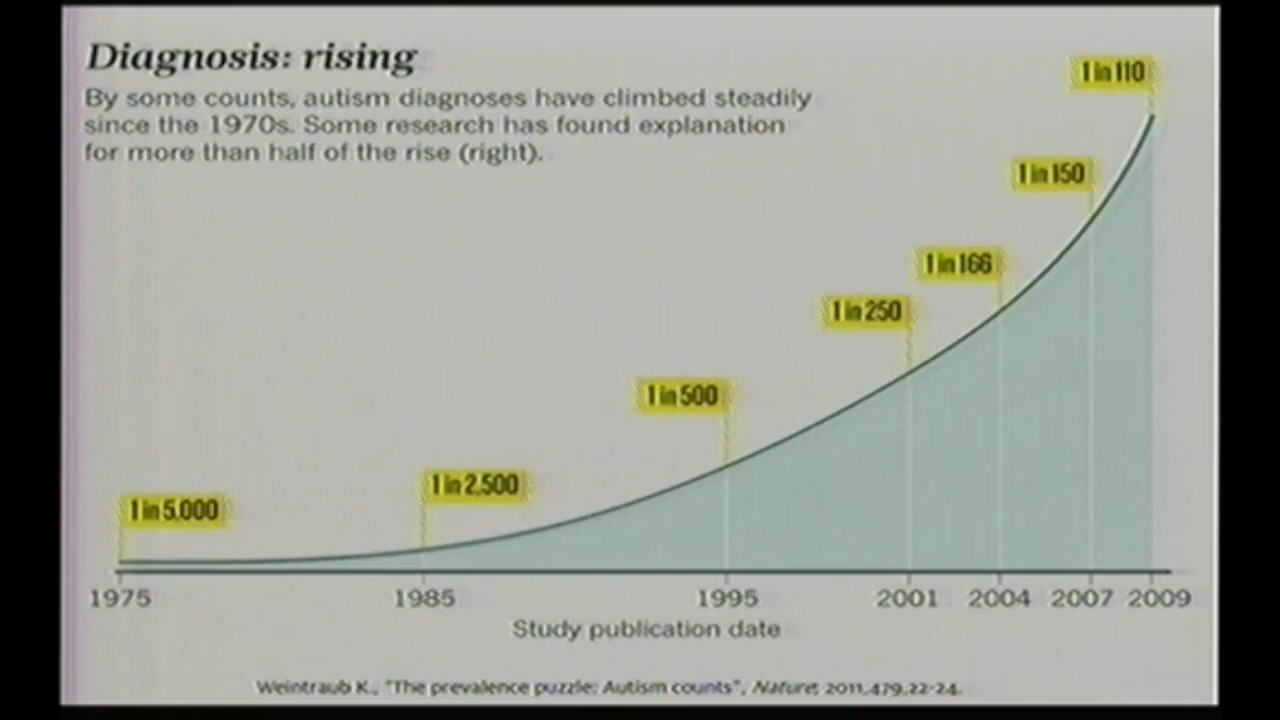 Diagnosis: rising
By some counts, autism diagnoses have climbed steadily
since the 1970s. Some research has found explanation
for more than half of the rise (right).
1 in 110
1 in 150
1 in 166
1 in 250
1 in 500
1 in 2,500
1 in 5,000
1975 1985 1995 2001 2004 2007 2009
Study publication date
Weintraub K., "The prevalence puzzle: Autism counts", Nature 2011,479,22-24.